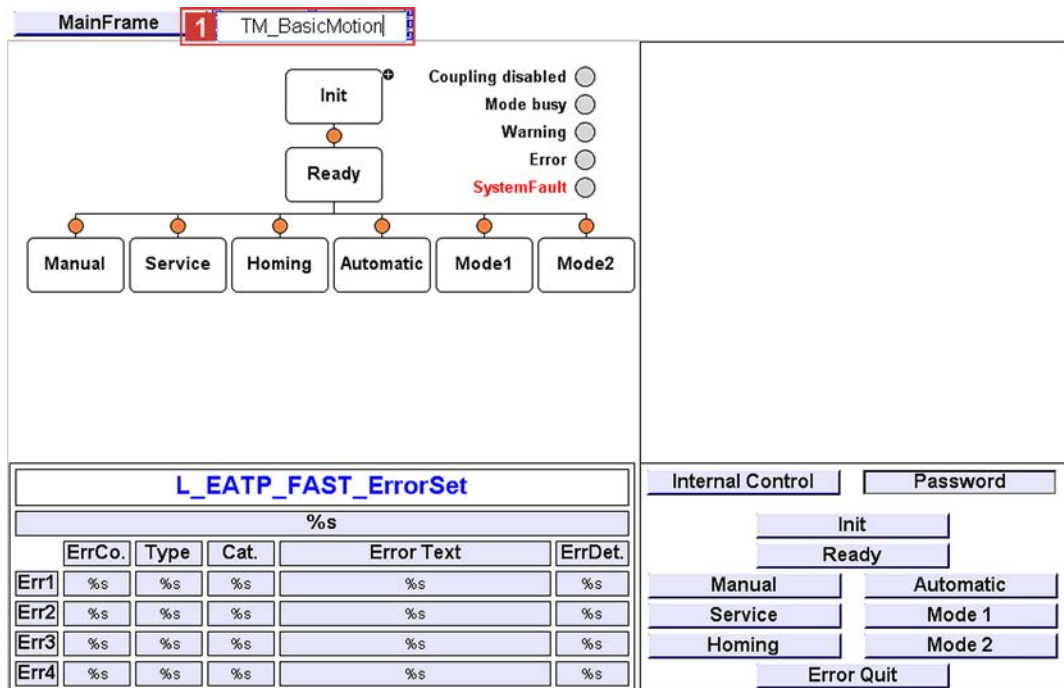 MainFrame
1 TM_BasicMotion
Init
Coupling disabled
Mode busy
Warning
Error
SystemFault
Ready
Manual Service Homing Automatic Mode1 Mode2
L_EATP_FAST_ErrorSet
%s
ErrCo. Type Cat. Error Text ErrDet.
Err1 %s %s %s %s %s
Err2 %s %s %s %s %s
Err3 %s %s %s %s %s
Err4 %s %s %s %s %s
Internal Control Password
Init
Ready
Manual Automatic
Service Mode 1
Homing Mode 2
Error Quit